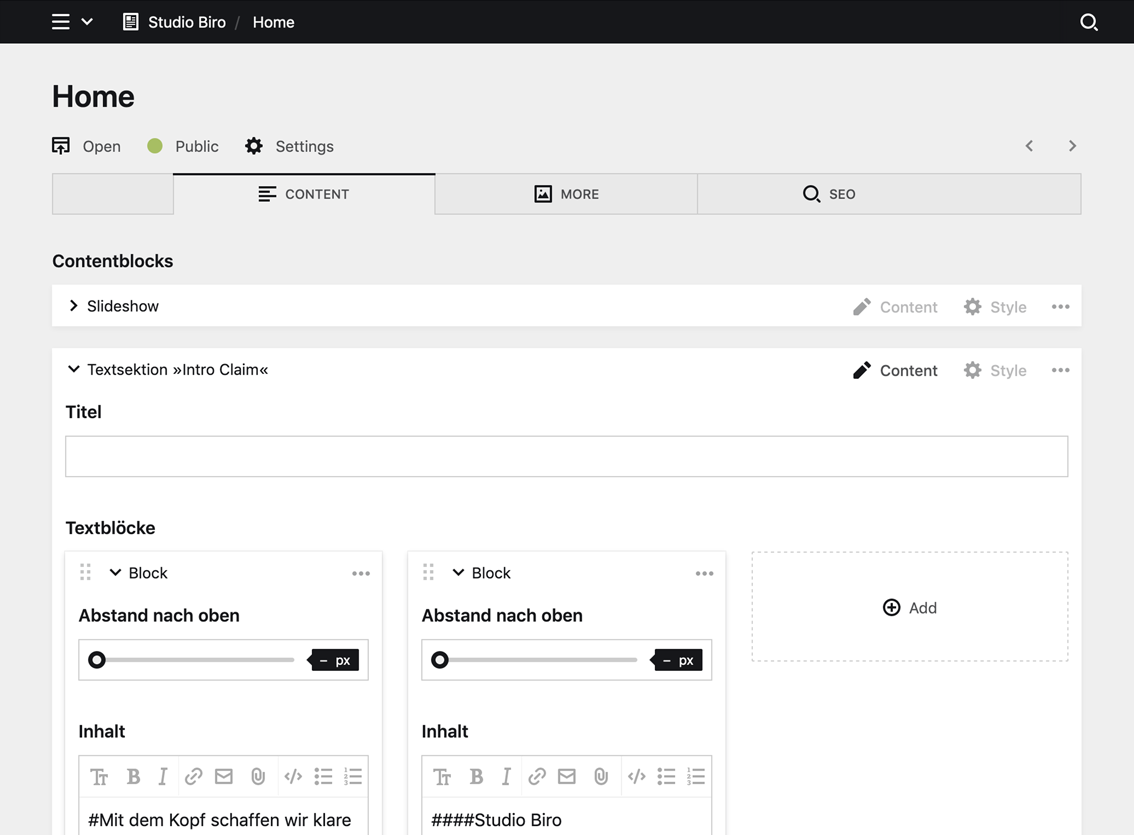 Studio Biro / Home
Home
Open Public Settings
CONTENT MORE SEO
Contentblocks
Slideshow Content Style
Textsektion »Intro Claim« Content Style
Titel
Textblöcke
Block Block
Add
Abstand nach oben Abstand nach oben
– px – px
Inhalt Inhalt
#Mit dem Kopf schaffen wir klare ####Studio Biro